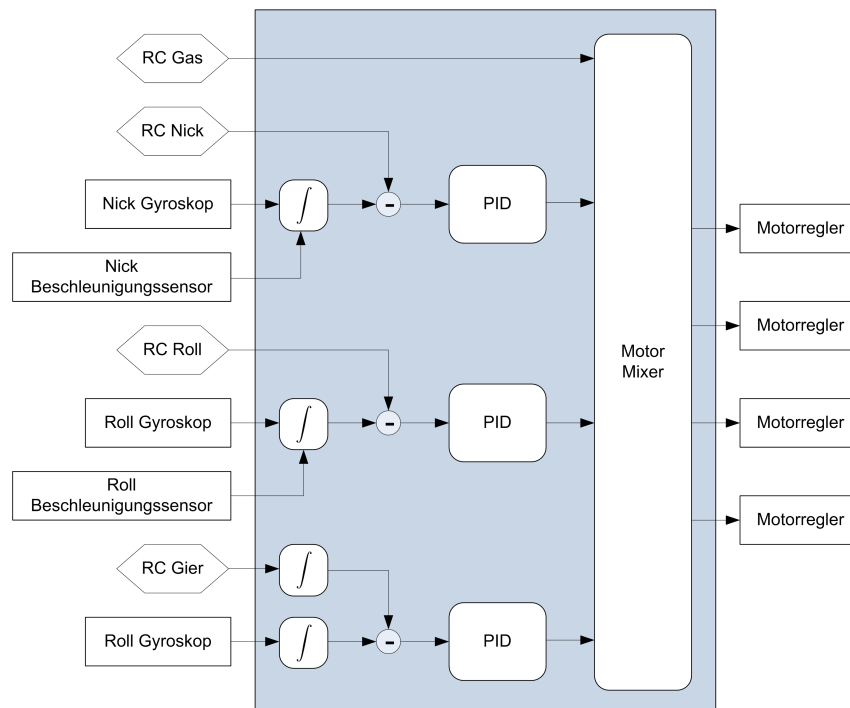 RC Gas
RC Nick
Nick Gyroskop
∫
-
PID
Nick
Beschleunigungssensor
RC Roll
Roll Gyroskop
∫
-
PID
Roll
Beschleunigungssensor
RC Gier
∫
Roll Gyroskop
∫
-
PID
Motor
Mixer
Motorregler
Motorregler
Motorregler
Motorregler